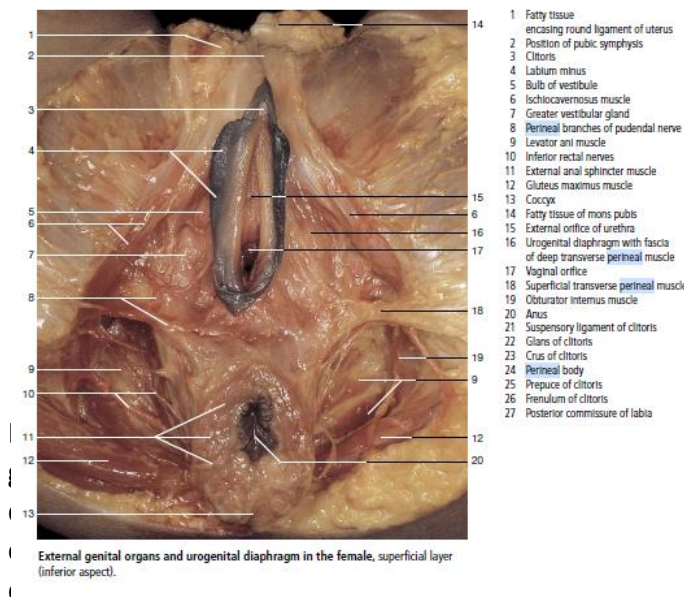 1 Fatty tissue
encasing round ligament of uterus
2 Position of pubic symphysis
3 Clitoris
4 Labium minus
5 Bulb of vestibule
6 Ischiocavernosus muscle
7 Greater vestibular gland
8 Perineal branches of pudendal nerve
9 Levator ani muscle
10 Inferior rectal nerves
11 External anal sphincter muscle
12 Gluteus maximus muscle
13 Coccyx
14 Fatty tissue of mons pubis
15 External orifice of urethra
16 Urogenital diaphragm with fascia
of deep transverse perineal muscle
17 Vaginal orifice
18 Superficial transverse perineal muscle
19 Obturator internus muscle
20 Anus
21 Suspensory ligament of clitoris
22 Glans of clitoris
23 Crus of clitoris
24 Perineal body
25 Prepuce of clitoris
26 Frenulum of clitoris
27 Posterior commissure of labia
1
2
3
4
5
6
7
8
9
10
11
12
13
14
15
6
16
17
18
19
9
12
20
External genital organs and urogenital diaphragm in the female, superficial layer
(inferior aspect).